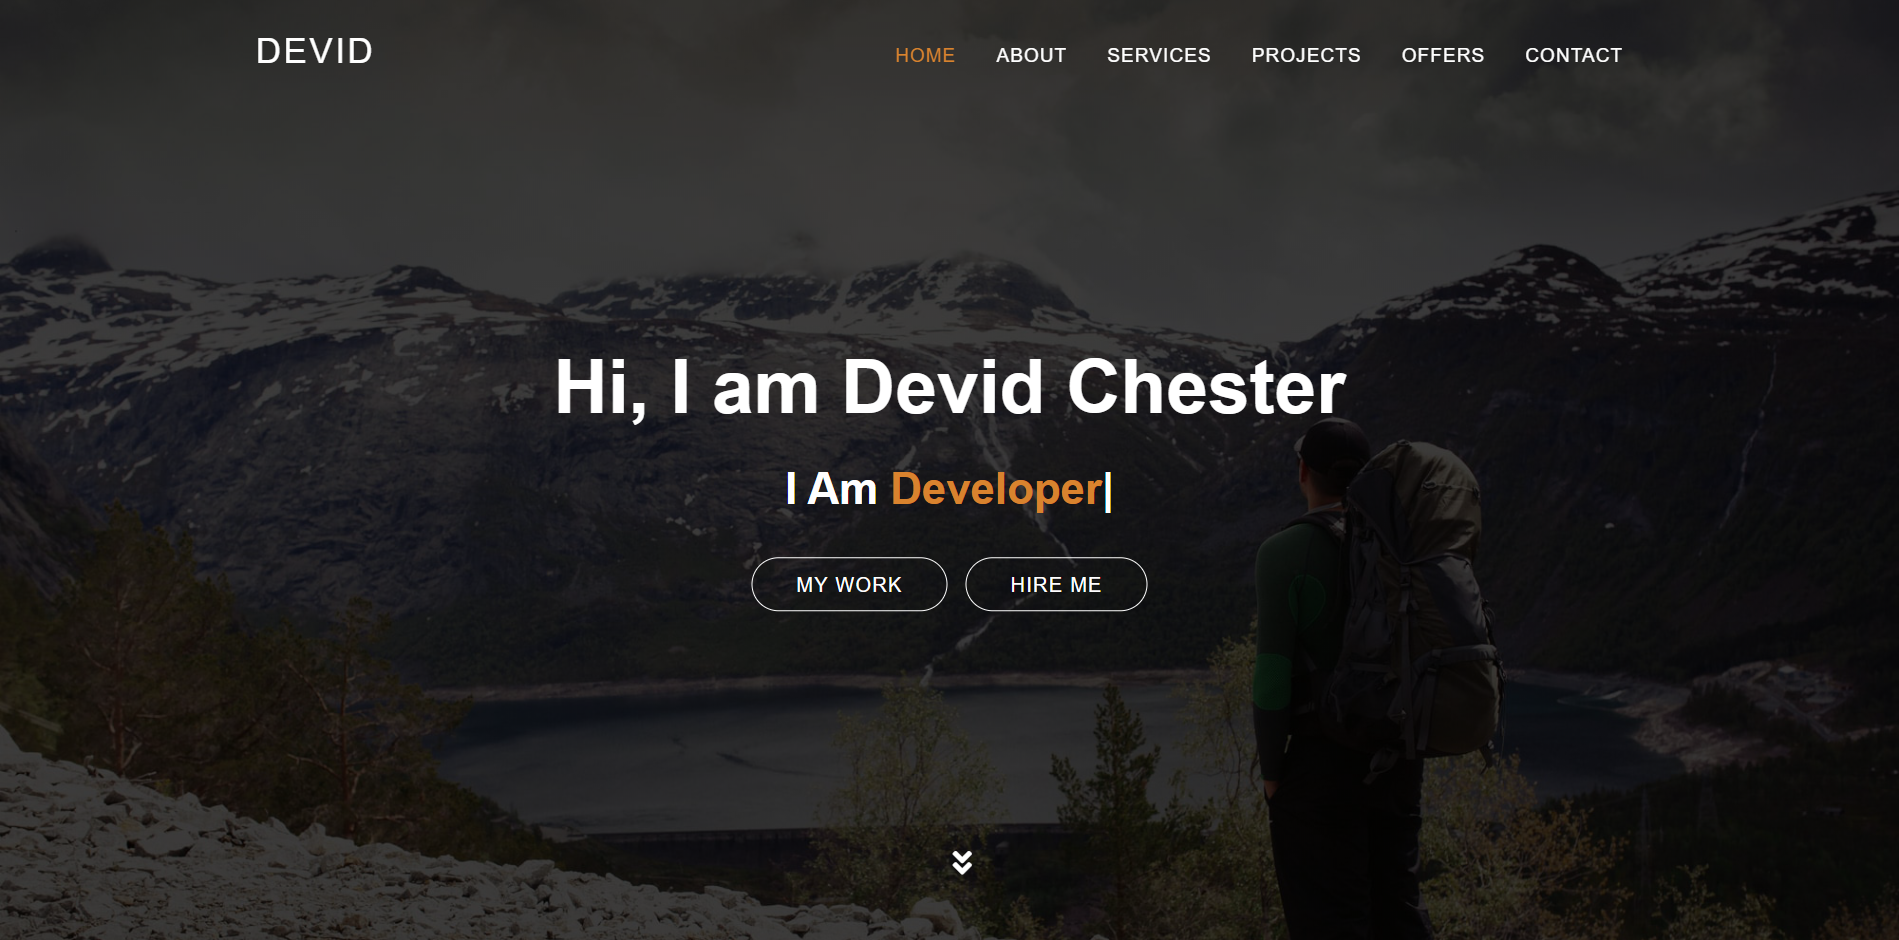 DEVID
HOME ABOUT SERVICES PROJECTS OFFERS CONTACT
Hi, I am Devid Chester
I Am Developer|
MY WORK HIRE ME